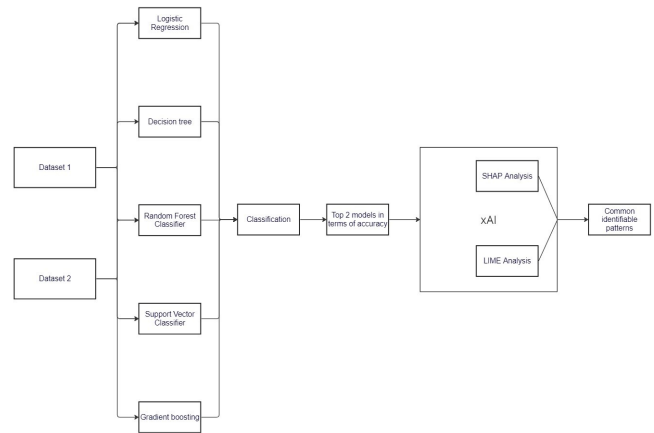 Logistic
Regression
Decision tree
Dataset 1
Random Forest
Classifier
Dataset 2
Support Vector
Classifier
Gradient boosting
Classification
Top 2 models in
terms of accuracy
SHAP Analysis
xAI
LIME Analysis
Common
identifiable
patterns